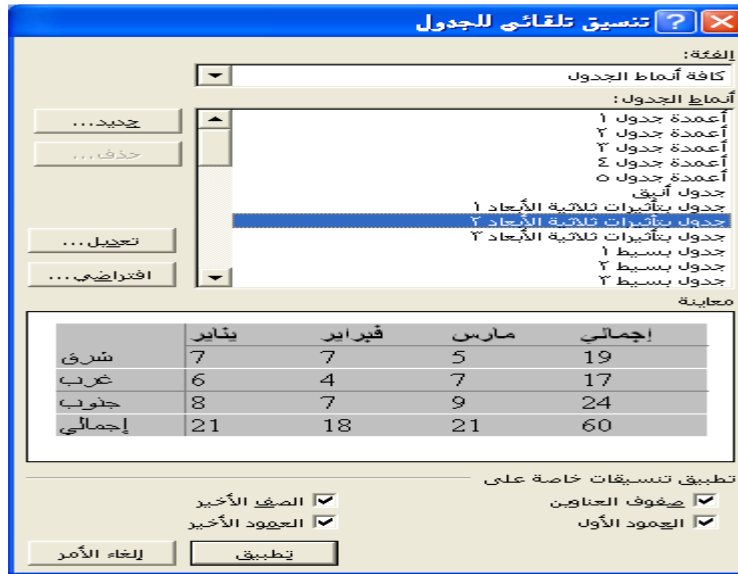 تنسيق تلقائي للجدول
الفئة:
كافة أنماط الجدول
أنماط الجدول:
أعمدة جدول ١
أعمدة جدول ٢
أعمدة جدول ٣
أعمدة جدول ٤
أعمدة جدول ٥
جدول أنيق
جدول بتأثيرات ثلاثية الأبعاد ١
جدول بتأثيرات ثلاثية الأبعاد ٢
جدول بتأثيرات ثلاثية الأبعاد ٣
جدول بسيط ١
جدول بسيط ٢
جدول بسيط ٣
جديد...
حذف...
تعديل...
افتراضي...
معاينة
يناير فبراير مارس إجمالي
شرق 7 7 5 19
غرب 6 4 7 17
جنوب 8 7 9 24
إجمالي 21 18 21 60
تطبيق تنسيقات خاصة على
صفوف العناوين
الصف الأخير
العمود الأول
العمود الأخير
تطبيق
إلغاء الأمر